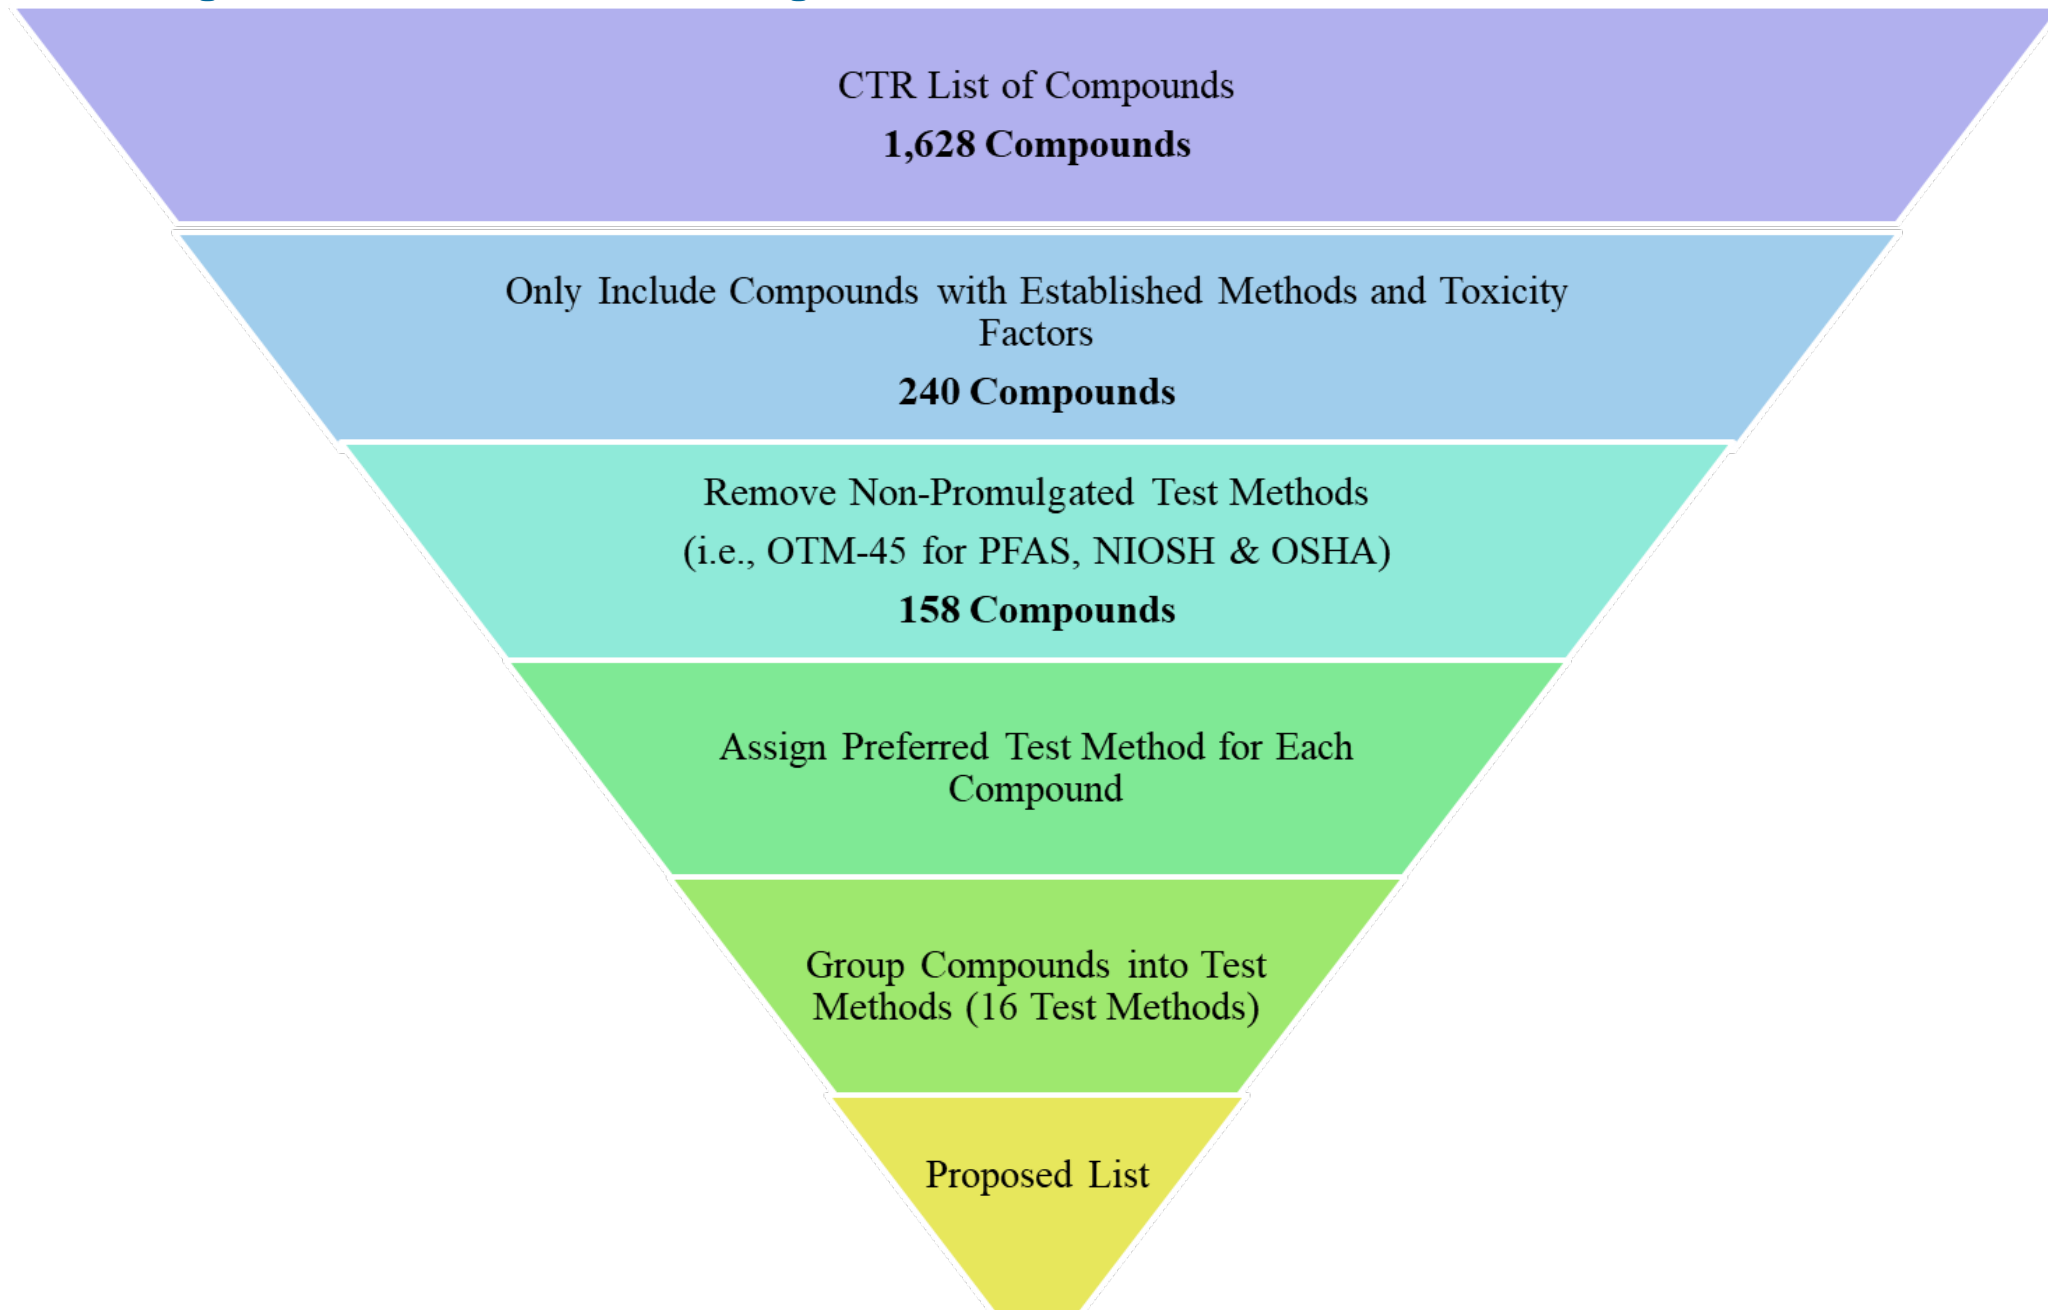 CTR List of Compounds
1,628 Compounds
Only Include Compounds with Established Methods and Toxicity
Factors
240 Compounds
Remove Non-Promulgated Test Methods
(i.e., OTM-45 for PFAS, NIOSH & OSHA)
158 Compounds
Assign Preferred Test Method for Each
Compound
Group Compounds into Test
Methods (16 Test Methods)
Proposed List